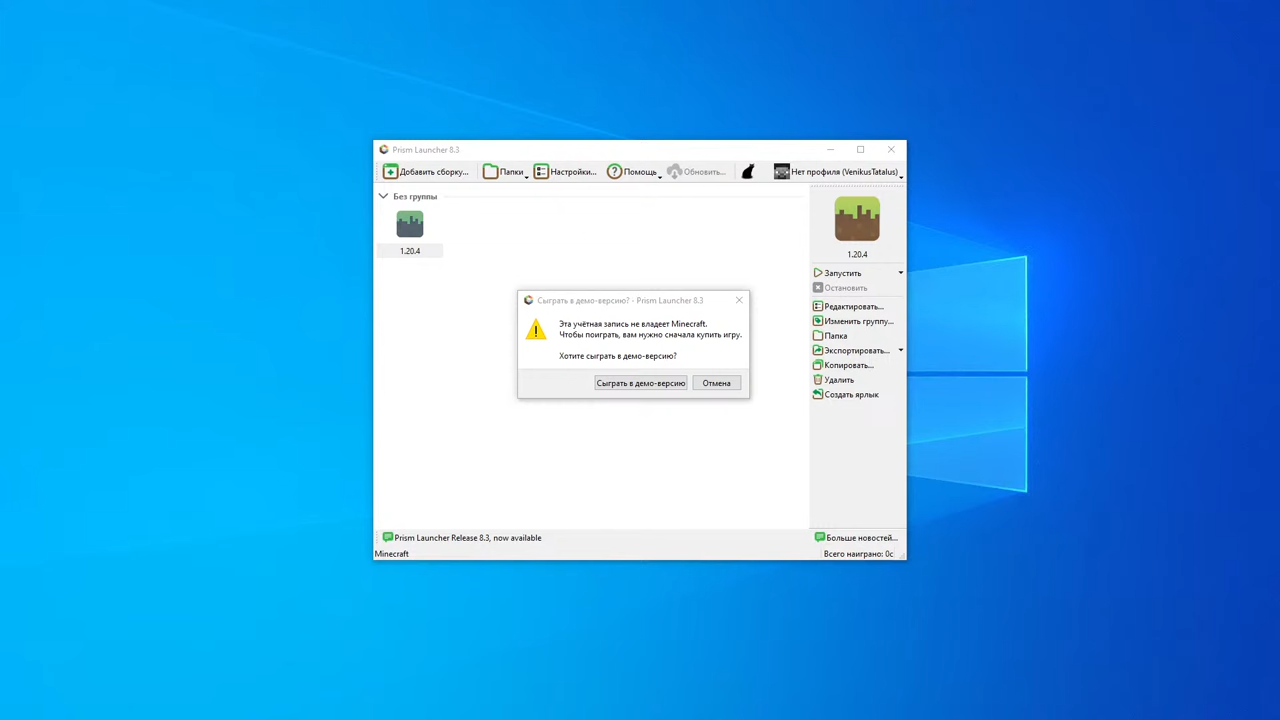 Prism Launcher 8.3
Добавить сборку...
Папки
Настройки...
Помощь
Обновить...
Нет профиля (VenikusTatalus)
Без группы
1.20.4
1.20.4
Запустить
Остановить
Редактировать...
Изменить группу...
Папка
Экспортировать...
Копировать...
Удалить
Создать ярлык
Сыграть в демо-версию? - Prism Launcher 8.3
Эта учётная запись не владеет Minecraft.
Чтобы поиграть, вам нужно сначала купить игру.
Хотите сыграть в демо-версию?
Сыграть в демо-версию
Отмена
Prism Launcher Release 8.3, now available
Больше новостей...
Minecraft
Всего наиграно: 0с